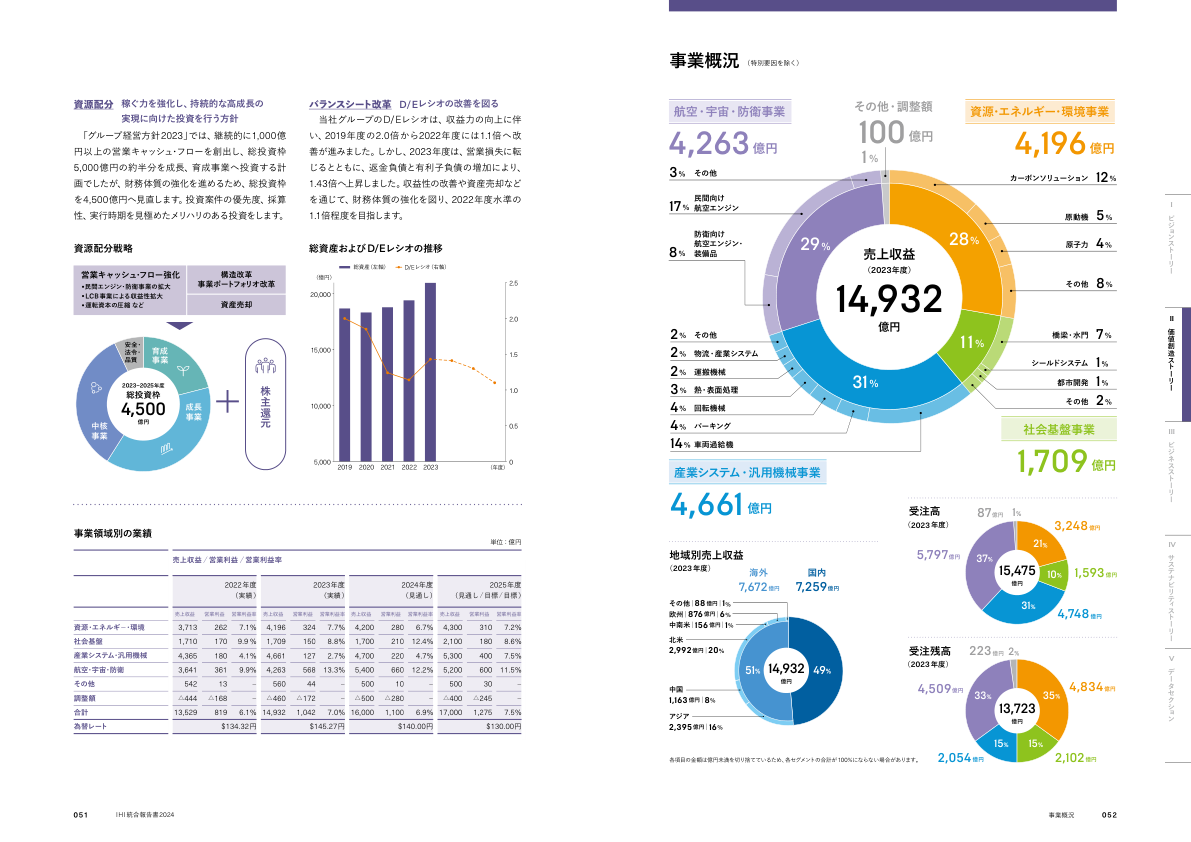 資源配分 稼ぐ力を強化し、持続的な高成長の
実現に向けた投資を行う方針
「グループ経営方針2023」では、継続的に1,000億
円以上の営業キャッシュ・フローを創出し、総投資枠
5,000億円の約半分を成長、育成事業へ投資する計
画でしたが、財務体質の強化を進めるため、総投資枠
を4,500億円へ見直します。投資案件の優先度、採算
性、実行時期を見極めたメリハリのある投資をします。
バランスシート改革 D/Eレシオの改善を図る
当社グループのD/Eレシオは、収益力の向上に伴
い、2019年度の2.0倍から2022年度には1.1倍へ改
善が進みました。しかし、2023年度は、営業損失に転
じるとともに、返金負債と有利子負債の増加により、
1.43倍へ上昇しました。収益性の改善や資産売却など
を通じて、財務体質の強化を図り、2022年度水準の
1.1倍程度を目指します。
資源配分戦略
営業キャッシュ・フロー強化
•民間エンジン・防衛事業の拡大
•LCB事業による収益性拡大
•運転資本の圧縮 など
構造改革
事業ポートフォリオ改革
資産売却
安全・
法令・
品質
育成
事業
成長
事業
中核
事業
2023-2025年度
総投資枠
4,500
億円
+
株主還元
総資産およびD/Eレシオの推移
総資産(左軸) D/Eレシオ(右軸)
(億円)
20,000
15,000
10,000
5,000
2.5
2.0
1.5
1.0
0.5
0
2019 2020 2021 2022 2023 (年度)
事業領域別の業績
単位:億円
売上収益/営業利益/営業利益率
2022年度 2023年度 2024年度 2025年度
(実績) (実績) (見通し) (見通し/目標/目標)
売上収益 営業利益 営業利益率 売上収益 営業利益 営業利益率 売上収益 営業利益 営業利益率 売上収益 営業利益 営業利益率
資源・エネルギー・環境 3,713 262 7.1% 4,196 324 7.7% 4,200 280 6.7% 4,300 310 7.2%
社会基盤 1,710 170 9.9% 1,709 150 8.8% 1,700 210 12.4% 2,100 180 8.6%
産業システム・汎用機械 4,365 180 4.1% 4,661 127 2.7% 4,700 220 4.7% 5,300 400 7.5%
航空・宇宙・防衛 3,641 361 9.9% 4,263 568 13.3% 5,400 660 12.2% 5,200 600 11.5%
その他 542 13 560 44 – 500 10 – 500 30 –
調整額 △444 △168 – △460 △172 – △500 △280 – △400 △245 –
合計 13,529 819 6.1% 14,932 1,042 7.0% 16,000 1,100 6.9% 17,000 1,275 7.5%
為替レート $134.32円 $145.27円 $140.00円 $130.00円
051 IHI 統合報告書2024
事業概況 (特別要因を除く)
航空・宇宙・防衛事業
4,263億円
その他・調整額
100億円
1%
資源・エネルギー・環境事業
4,196億円
3% その他
17% 民間向け
航空エンジン
8% 防衛向け
航空エンジン・
装備品
カーボンソリューション 12%
原動機 5%
原子力 4%
その他 8%
29%
28%
11%
31%
売上収益
(2023年度)
14,932
億円
2% その他
2% 物流・産業システム
2% 運搬機械
3% 熱・表面処理
4% 回転機械
4% パーキング
14% 車両過給機
橋梁・水門 7%
シールドシステム 1%
都市開発 1%
その他 2%
社会基盤事業
1,709億円
産業システム・汎用機械事業
4,661億円
地域別売上収益
(2023年度)
海外
7,672億円
国内
7,259億円
その他|88億円|1%
欧州|876億円|6%
中南米|156億円|1%
北米
2,992億円|20%
中国
1,163億円|8%
アジア
2,395億円|16%
51%
14,932
億円
49%
受注高
(2023年度)
87億円 1%
3,248億円
5,797億円
1,593億円
4,748億円
37%
21%
10%
31%
15,475
億円
受注残高
(2023年度)
223億円 2%
4,509億円
4,834億円
33%
35%
15%
15%
13,723
億円
2,054億円
2,102億円
各項目の金額は億円未満を切り捨てているため、各セグメントの合計が100%にならない場合があります。
I ビジョンストーリー
II 価値創造ストーリー
III ビジネスストーリー
IV サステナビリティストーリー
V データセクション
事業概況 052